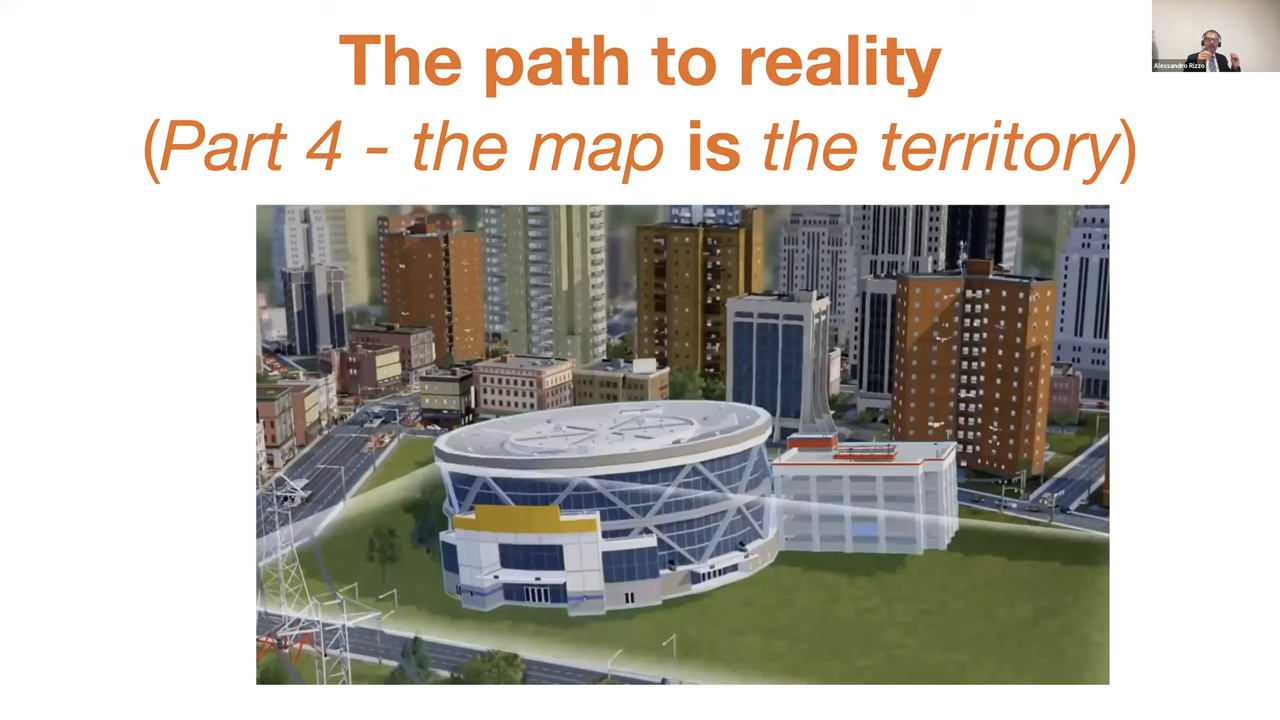 The path to reality
(Part 4 - the map is the territory)
Alessandro Rizzo